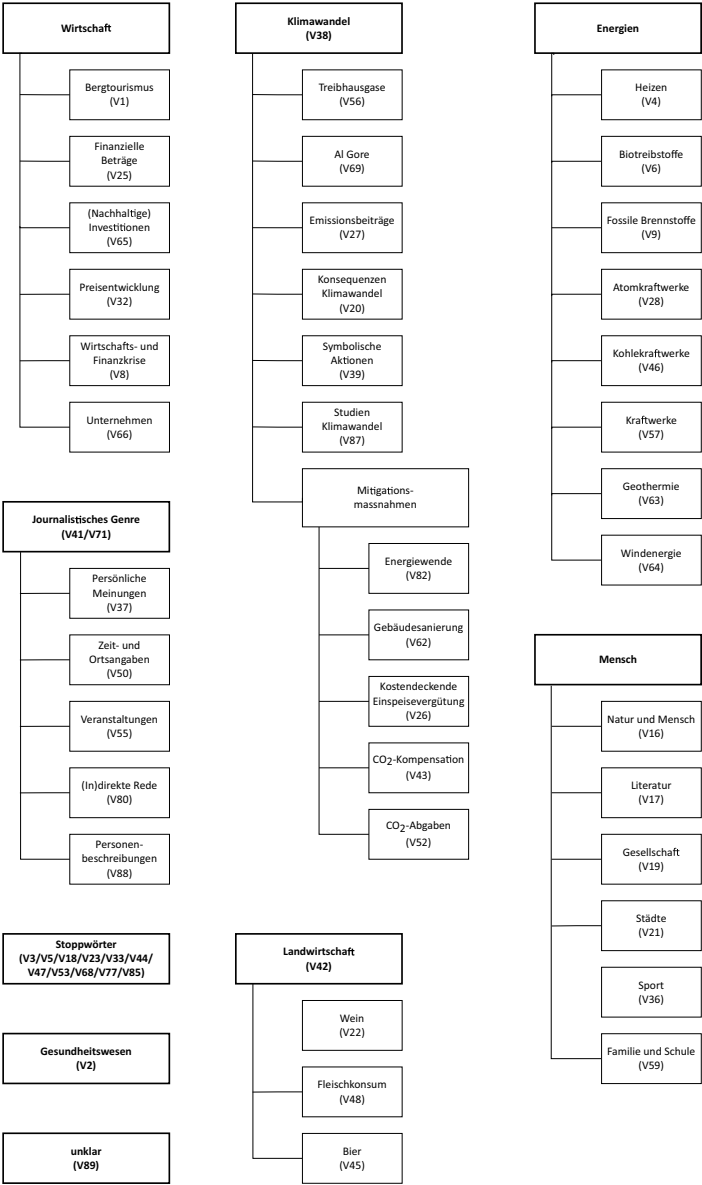 Wirtschaft
Bergtourismus
(V1)
Finanzielle
Beträge
(V25)
(Nachhaltige)
Investitionen
(V65)
Preisentwicklung
(V32)
Wirtschafts- und
Finanzkrise
(V8)
Unternehmen
(V66)
Journalistisches Genre
(V41/V71)
Persönliche
Meinungen
(V37)
Zeit- und
Ortsangaben
(V50)
Veranstaltungen
(V55)
(In)direkte Rede
(V80)
Personen-
beschreibungen
(V88)
Stoppwörter
(V3/V5/V18/V23/V33/V44/
V47/V53/V68/V77/V85)
Gesundheitswesen
(V2)
unklar
(V89)
Klimawandel
(V38)
Treibhausgase
(V56)
Al Gore
(V69)
Emissionsbeiträge
(V27)
Konsequenzen
Klimawandel
(V20)
Symbolische
Aktionen
(V39)
Studien
Klimawandel
(V87)
Mitigations-
massnahmen
Energiewende
(V82)
Gebäudesanierung
(V62)
Kostendeckende
Einspeisevergütung
(V26)
CO2-Kompensation
(V43)
CO2-Abgaben
(V52)
Landwirtschaft
(V42)
Wein
(V22)
Fleischkonsum
(V48)
Bier
(V45)
Energien
Heizen
(V4)
Biotreibstoffe
(V6)
Fossile Brennstoffe
(V9)
Atomkraftwerke
(V28)
Kohlekraftwerke
(V46)
Kraftwerke
(V57)
Geothermie
(V63)
Windenergie
(V64)
Mensch
Natur und Mensch
(V16)
Literatur
(V17)
Gesellschaft
(V19)
Städte
(V21)
Sport
(V36)
Familie und Schule
(V59)